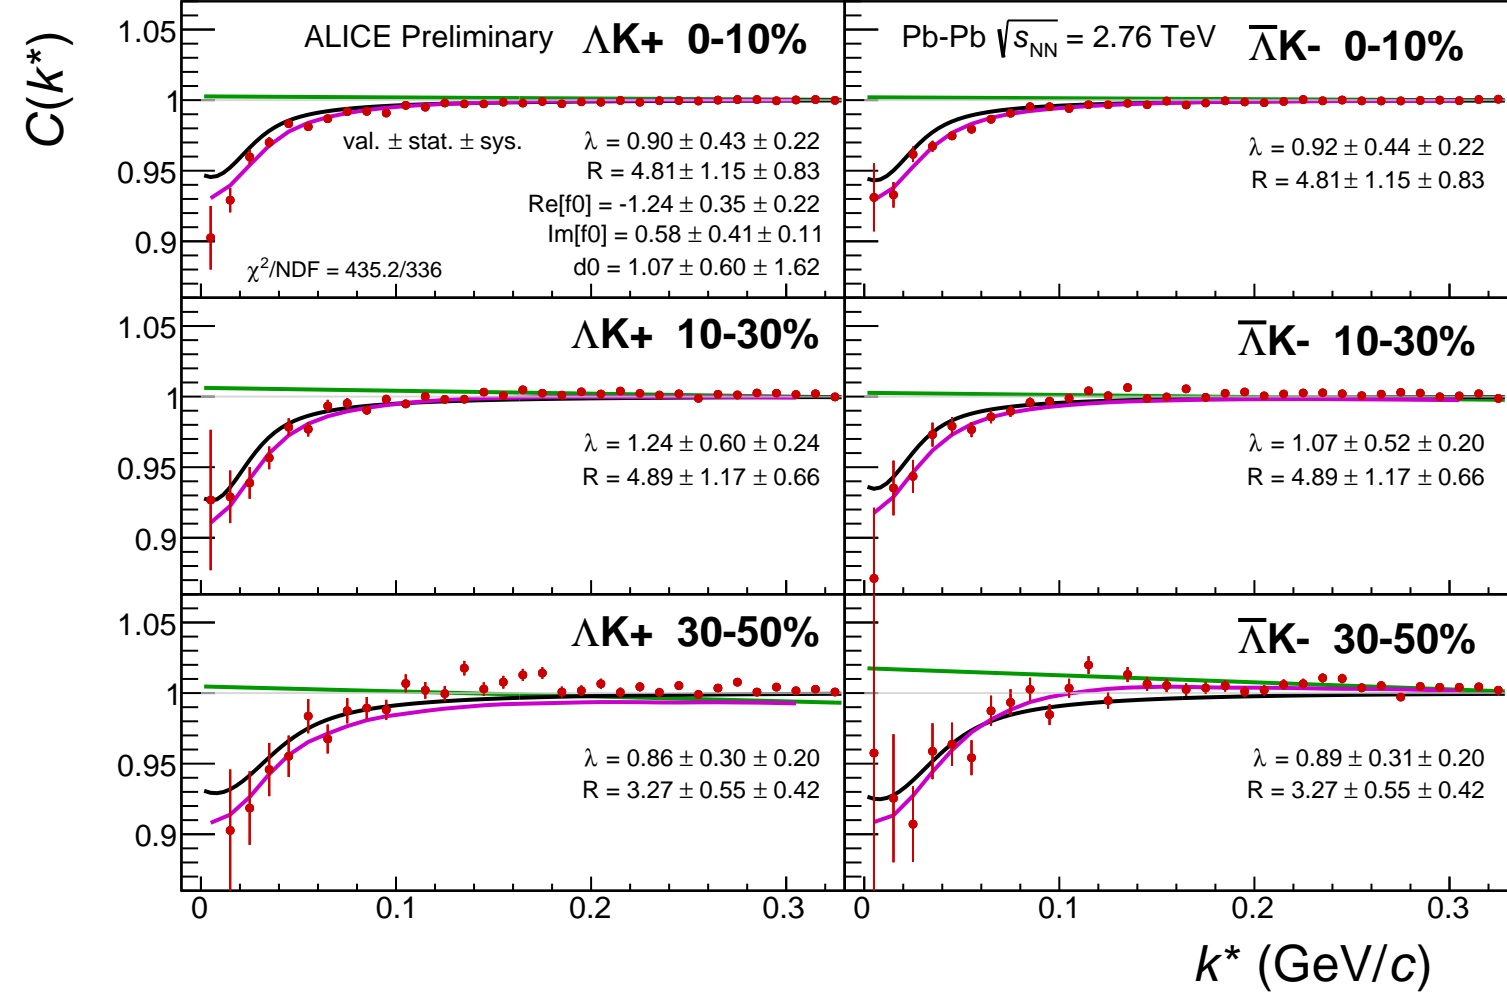 C(k*)
ALICE Preliminary ΛK+ 0-10%
1.05
1
0.95
0.9
val. ± stat. ± sys.
λ = 0.90 ± 0.43 ± 0.22
R = 4.81 ± 1.15 ± 0.83
Re[f0] = -1.24 ± 0.35 ± 0.22
Im[f0] = 0.58 ± 0.41 ± 0.11
d0 = 1.07 ± 0.60 ± 1.62
χ²/NDF = 435.2/336
Pb-Pb √s_NN = 2.76 TeV Λ̅K- 0-10%
λ = 0.92 ± 0.44 ± 0.22
R = 4.81 ± 1.15 ± 0.83
ΛK+ 10-30%
1.05
1
0.95
0.9
λ = 1.24 ± 0.60 ± 0.24
R = 4.89 ± 1.17 ± 0.66
Λ̅K- 10-30%
λ = 1.07 ± 0.52 ± 0.20
R = 4.89 ± 1.17 ± 0.66
ΛK+ 30-50%
1.05
1
0.95
0.9
λ = 0.86 ± 0.30 ± 0.20
R = 3.27 ± 0.55 ± 0.42
Λ̅K- 30-50%
λ = 0.89 ± 0.31 ± 0.20
R = 3.27 ± 0.55 ± 0.42
0 0.1 0.2 0.3 0 0.1 0.2 0.3
k* (GeV/c)